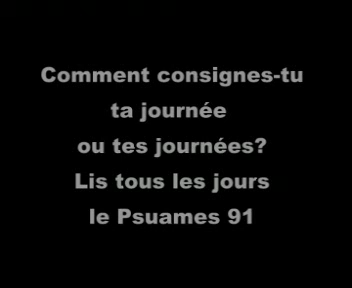 Comment consignes-tu
ta journée
ou tes journées?
Lis tous les jours
le Psuames 91